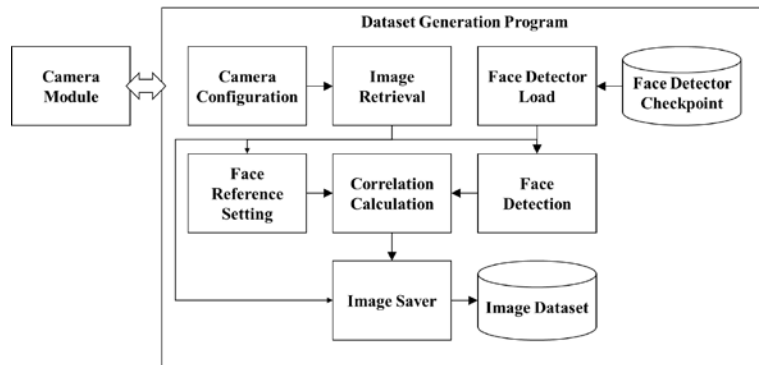 Dataset Generation Program
Camera
Module
Camera
Configuration
Image
Retrieval
Face Detector
Load
Face Detector
Checkpoint
Face
Reference
Setting
Correlation
Calculation
Face
Detection
Image Saver
Image Dataset